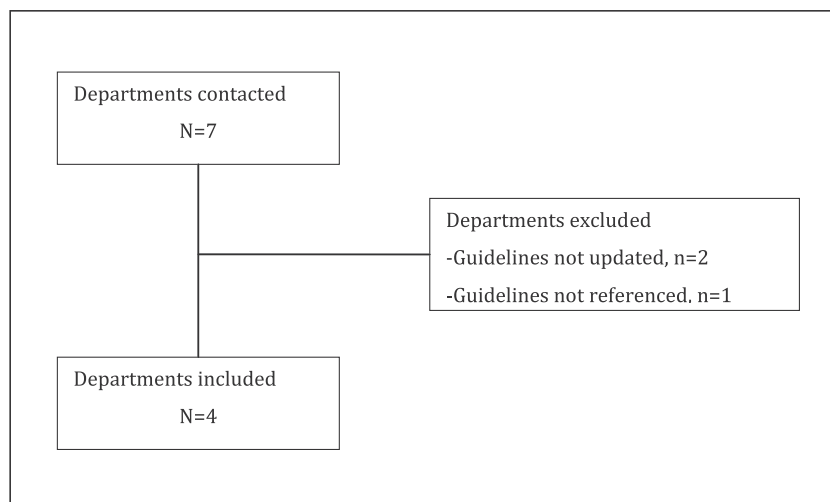 Departments contacted
N=7
Departments excluded
-Guidelines not updated, n=2
-Guidelines not referenced, n=1
Departments included
N=4